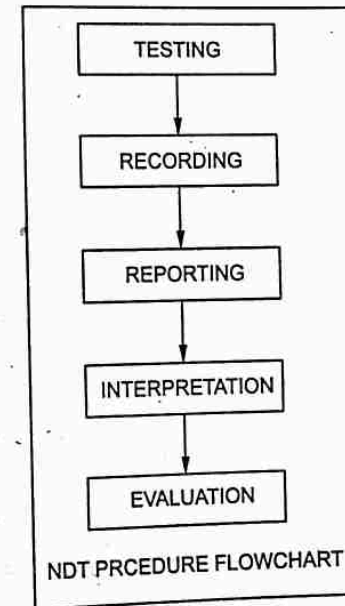 TESTING
RECORDING
REPORTING
INTERPRETATION
EVALUATION
NDT PRCEDURE FLOWCHART